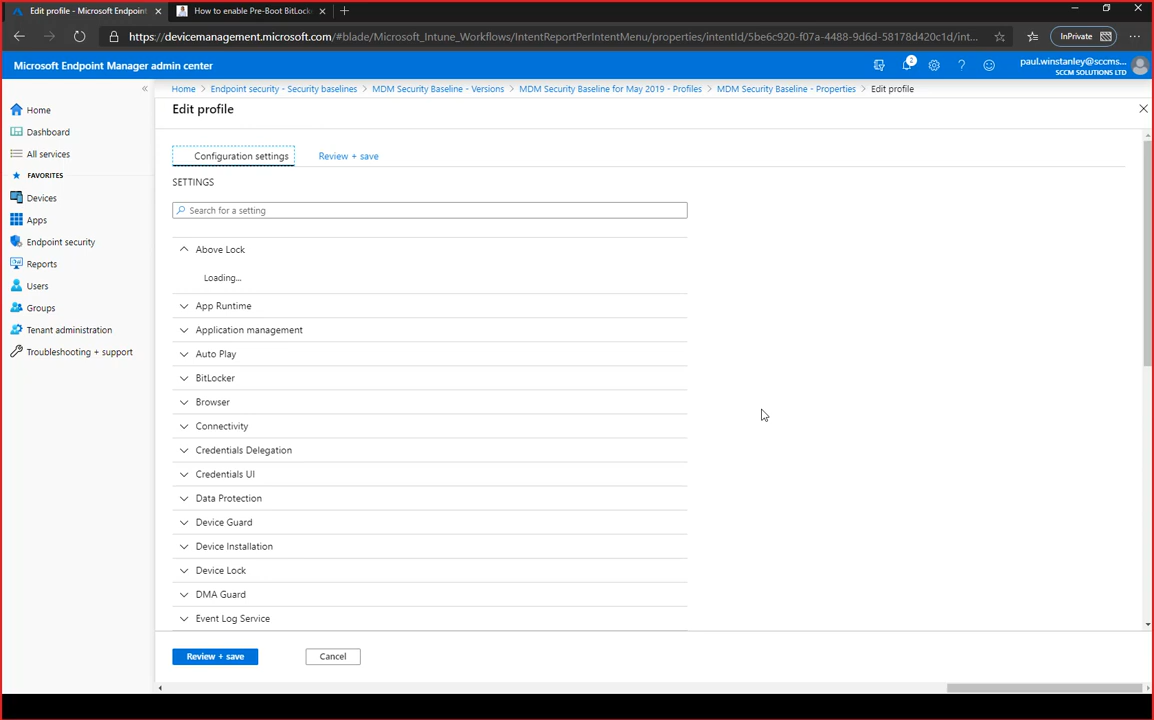 Edit profile - Microsoft Endpoint
How to enable Pre-Boot BitLock
https://devicemanagement.microsoft.com/#blade/Microsoft_Intune_Workflows/IntentReportPerIntentMenu/properties/intentId/5be6c920-f07a-4488-9d6d-58178d420c1d/int...
InPrivate
Microsoft Endpoint Manager admin center
2
paul.winstanley@sccms...
SCCM SOLUTIONS LTD
Home > Endpoint security - Security baselines > MDM Security Baseline - Versions > MDM Security Baseline for May 2019 - Profiles > MDM Security Baseline - Properties > Edit profile
Edit profile
Home
Dashboard
All services
FAVORITES
Devices
Apps
Endpoint security
Reports
Users
Groups
Tenant administration
Troubleshooting + support
Configuration settings
Review + save
SETTINGS
Search for a setting
Above Lock
Loading...
App Runtime
Application management
Auto Play
BitLocker
Browser
Connectivity
Credentials Delegation
Credentials UI
Data Protection
Device Guard
Device Installation
Device Lock
DMA Guard
Event Log Service
Review + save
Cancel